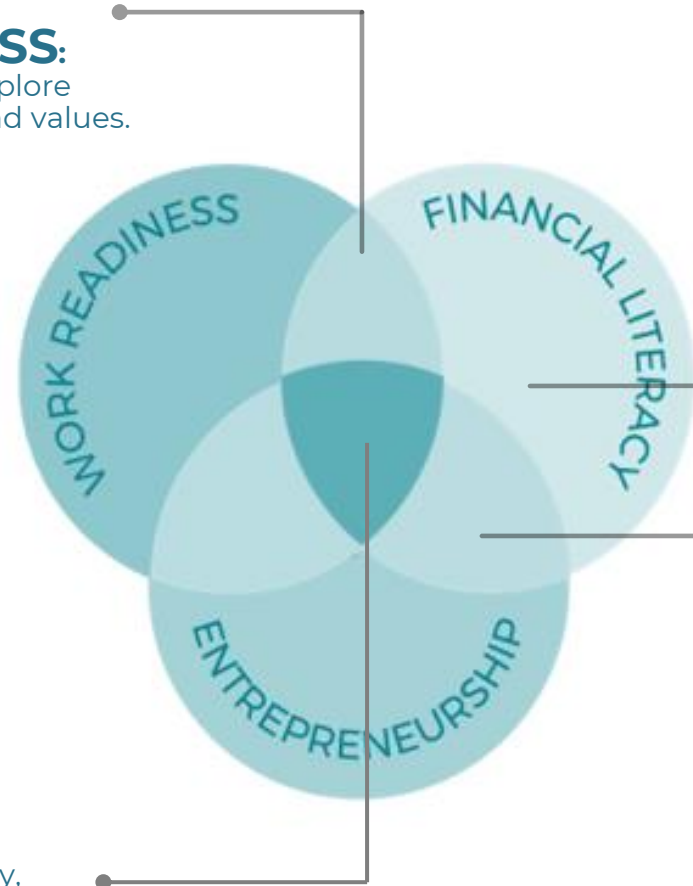 SS:
plore
d values.
WORK READINESS
FINANCIAL LITERACY
ENTREPRENEURSHIP
y,